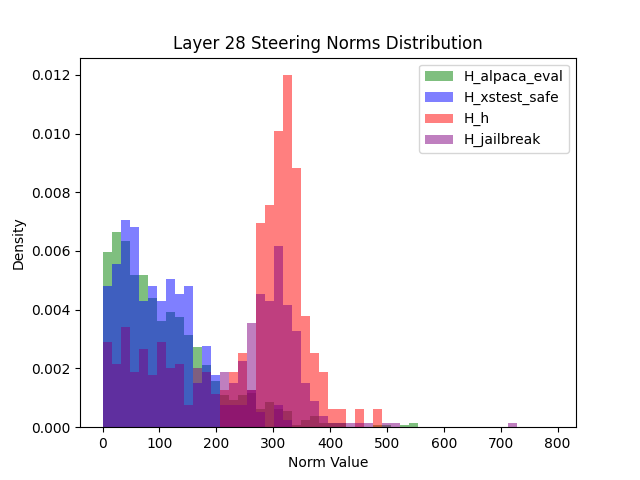 Layer 28 Steering Norms Distribution
H_alpaca_eval
H_xstest_safe
H_h
H_jailbreak
0.012
0.010
0.008
0.006
0.004
0.002
0.000
Density
0 100 200 300 400 500 600 700 800
Norm Value